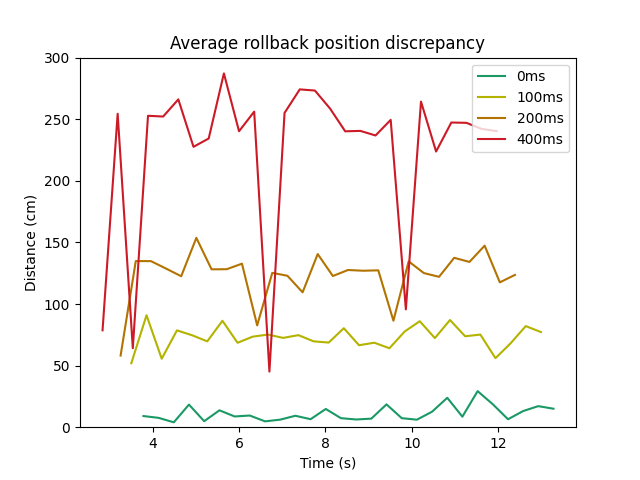 Average rollback position discrepancy
300
250
200
150
100
50
0
Distance (cm)
0ms
100ms
200ms
400ms
4
6
8
10
12
Time (s)